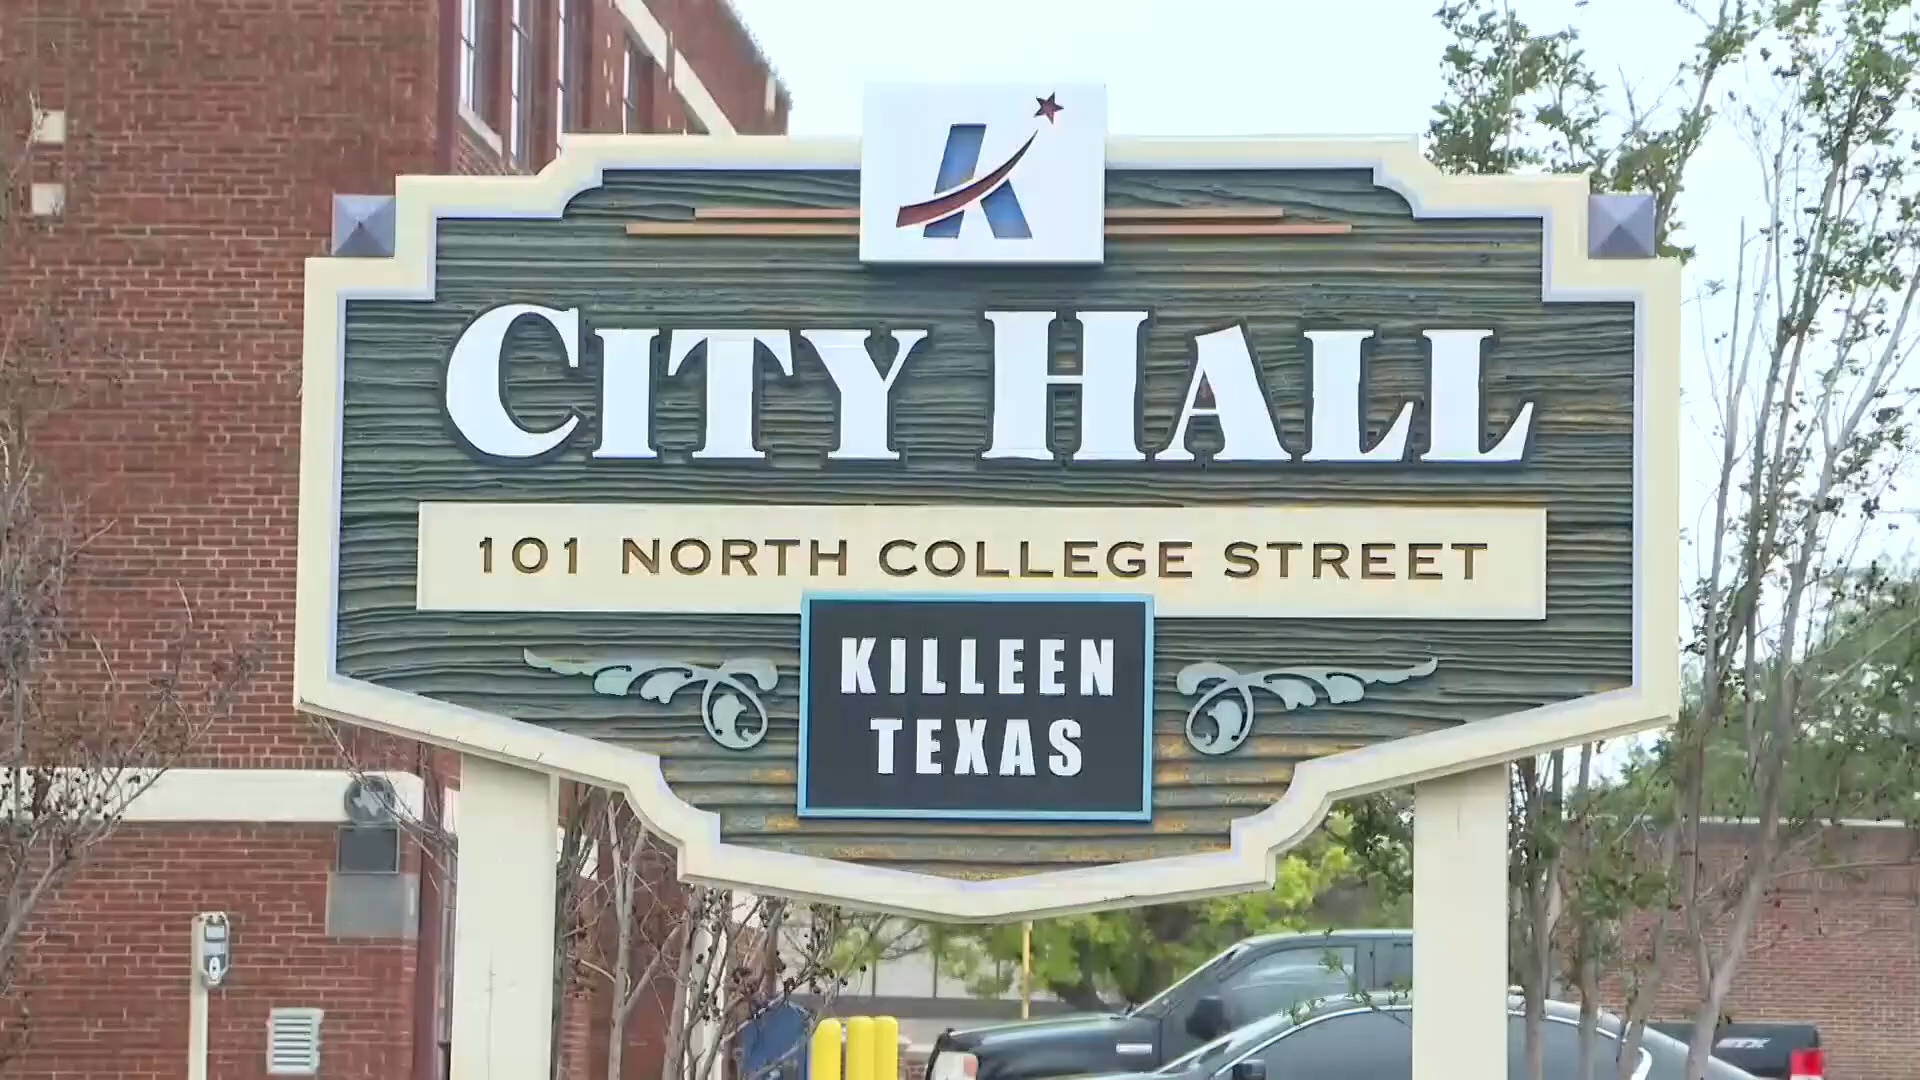 K
CITY HALL
101 NORTH COLLEGE STREET
KILLEEN
TEXAS